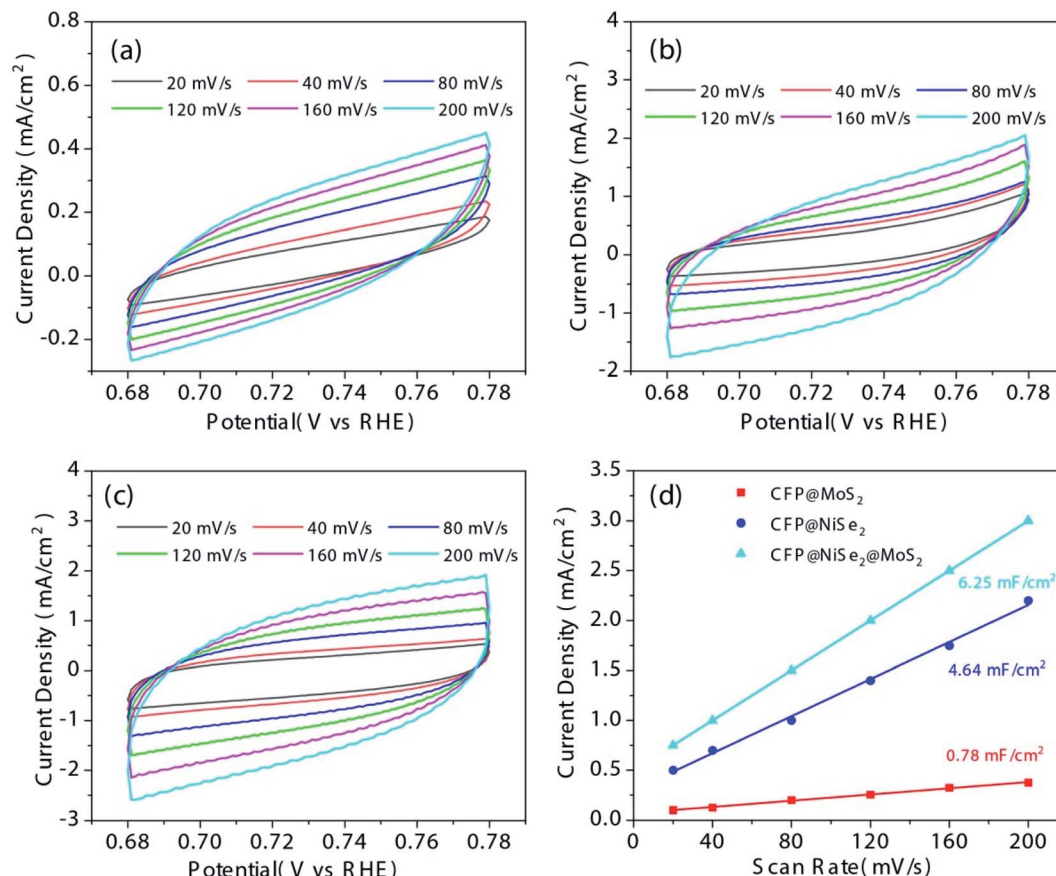 (a)
20 mV/s 40 mV/s 80 mV/s
120 mV/s 160 mV/s 200 mV/s
0.8
0.6
0.4
0.2
0.0
-0.2
Current Density (mA/cm²)
0.68 0.70 0.72 0.74 0.76 0.78
Potential( V vs RHE)
(b)
20 mV/s 40 mV/s 80 mV/s
120 mV/s 160 mV/s 200 mV/s
4
3
2
1
0
-1
-2
Current Density (mA/cm²)
0.68 0.70 0.72 0.74 0.76 0.78
Potential( V vs RHE)
(c)
20 mV/s 40 mV/s 80 mV/s
120 mV/s 160 mV/s 200 mV/s
4
3
2
1
0
-1
-2
-3
Current Density (mA/cm²)
0.68 0.70 0.72 0.74 0.76 0.78
Potential( V vs RHE)
(d)
CFP@MoS₂
CFP@NiSe₂
CFP@NiSe₂@MoS₂
6.25 mF/cm²
4.64 mF/cm²
0.78 mF/cm²
3.5
3.0
2.5
2.0
1.5
1.0
0.5
0.0
Current Density (mA/cm²)
40 80 120 160 200
Scan Rate(mV/s)